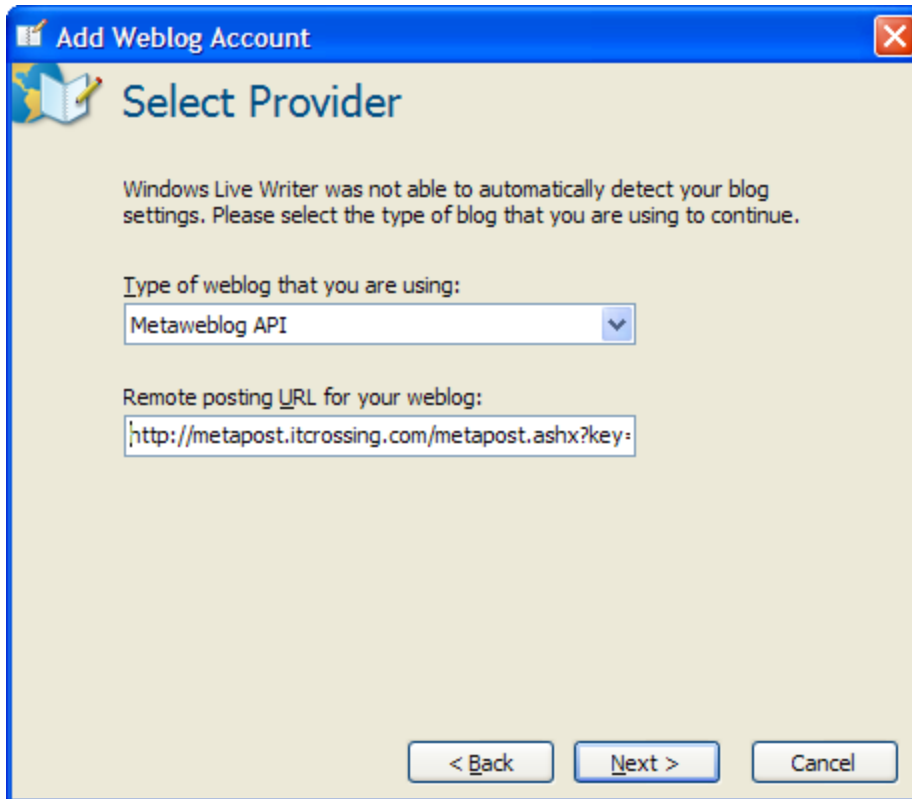 Add Weblog Account
Select Provider
Windows Live Writer was not able to automatically detect your blog
settings. Please select the type of blog that you are using to continue.
Type of weblog that you are using:
Metaweblog API
Remote posting URL for your weblog:
http://metapost.itcrossing.com/metapost.ashx?key=
< Back
Next >
Cancel